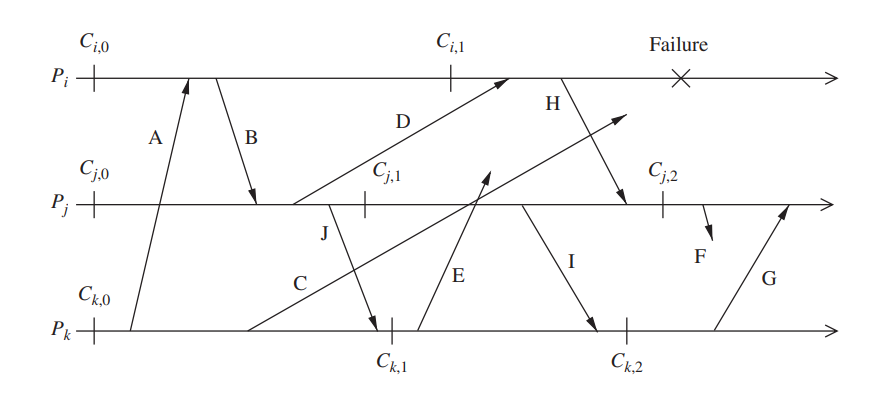 C_{i,0} C_{i,1} Failure
P_i
H
D
A B
C_{j,0} C_{j,1} C_{j,2}
P_j
J
F
I
E G
C
C_{k,0}
P_k
C_{k,1} C_{k,2}